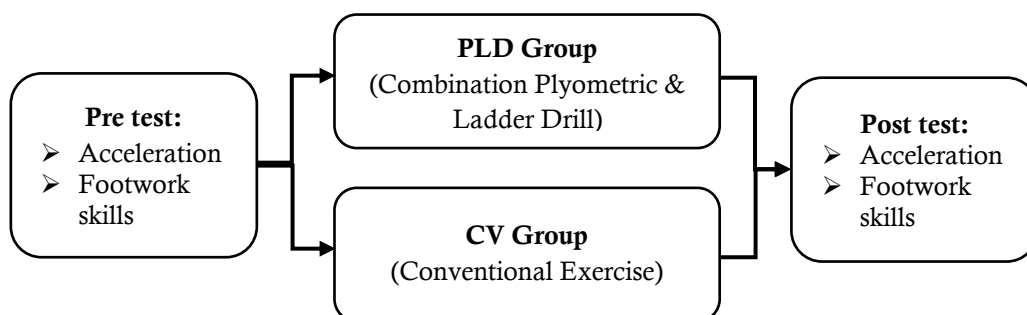 Pre test:
➢ Acceleration
➢ Footwork
skills
PLD Group
(Combination Plyometric &
Ladder Drill)
CV Group
(Conventional Exercise)
Post test:
➢ Acceleration
➢ Footwork
skills